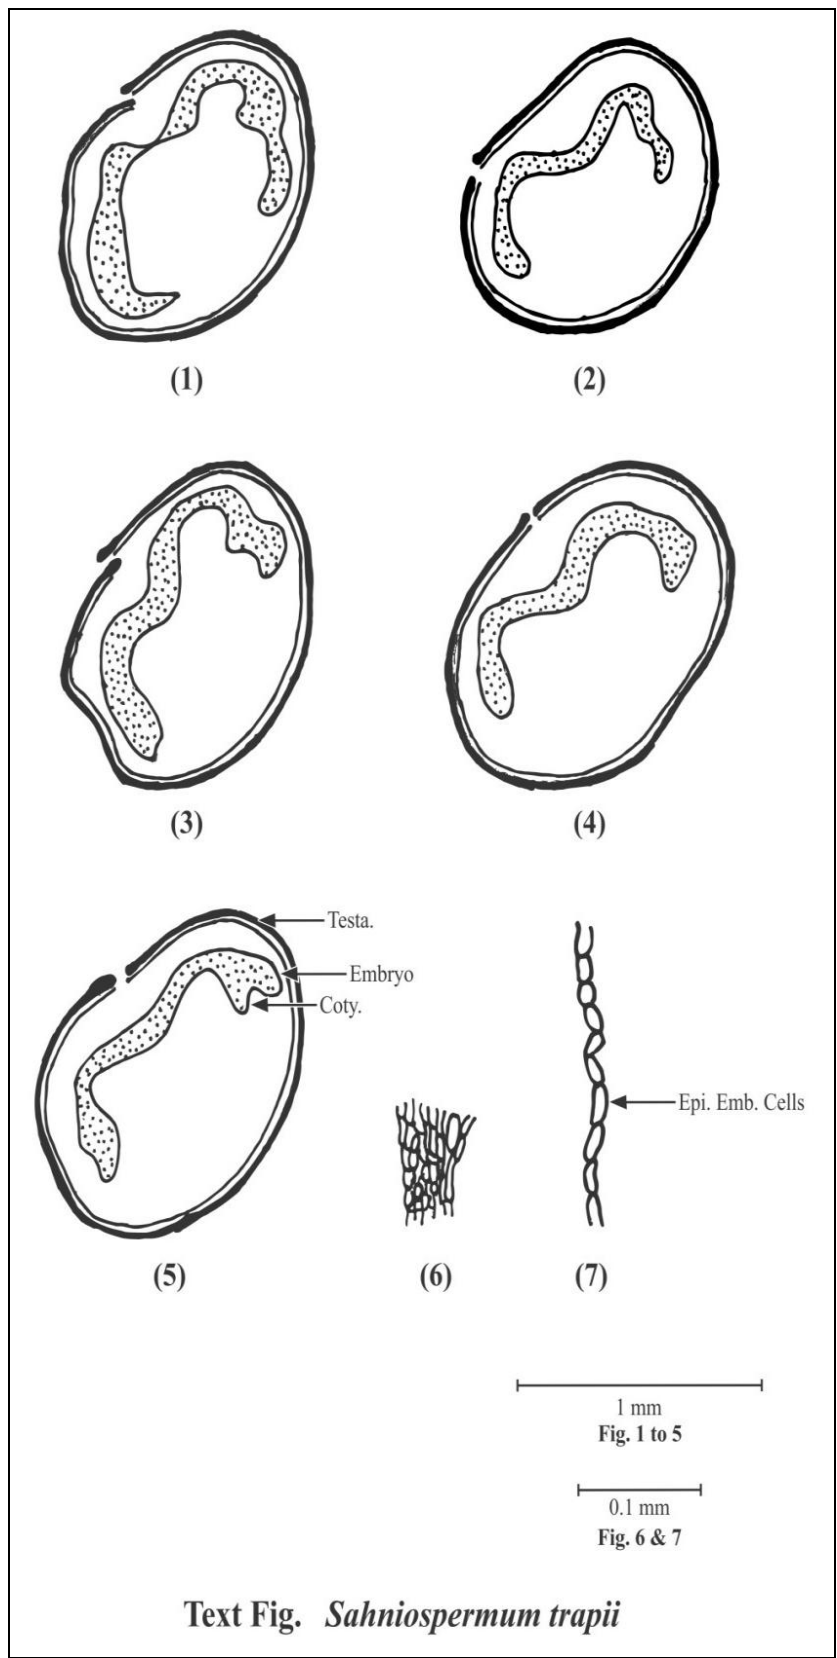 (1)
(2)
(3)
(4)
Testa.
Embryo
Coty.
Epi. Emb. Cells
(5)
(6)
(7)
1 mm
Fig. 1 to 5
0.1 mm
Fig. 6 & 7
Text Fig. Sahniospermum trapii